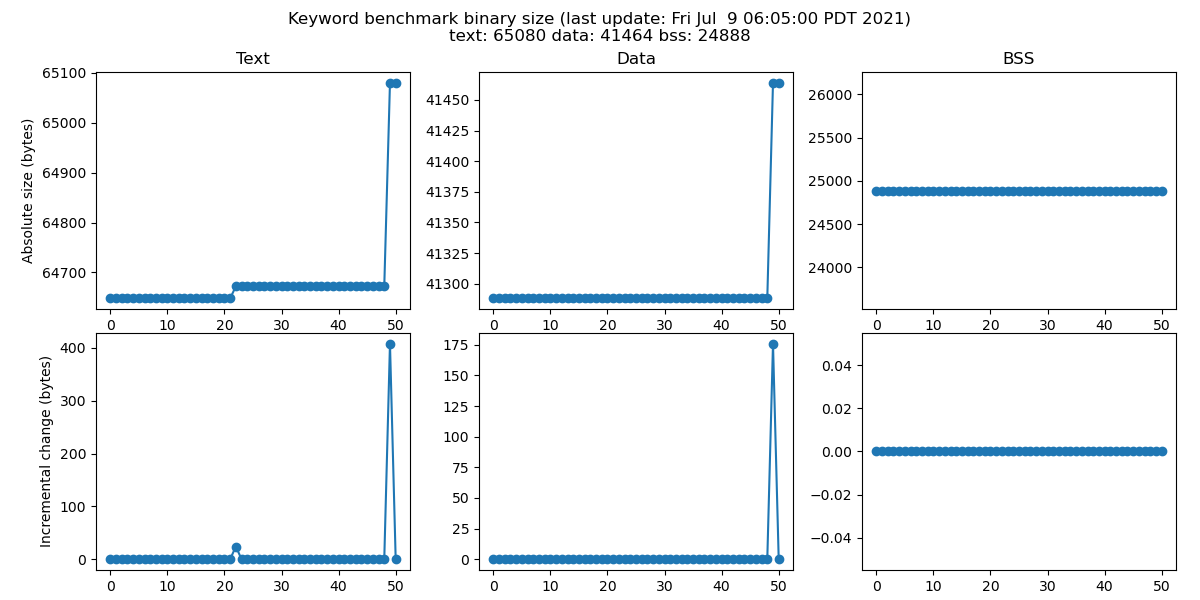 Keyword benchmark binary size (last update: Fri Jul  9 06:05:00 PDT 2021)
text: 65080 data: 41464 bss: 24888
Text
Absolute size (bytes)
65100
65000
64900
64800
64700
0 10 20 30 40 50
Data
41450
41425
41400
41375
41350
41325
41300
0 10 20 30 40 50
BSS
26000
25500
25000
24500
24000
0 10 20 30 40 50
Incremental change (bytes)
400
300
200
100
0
0 10 20 30 40 50
175
150
125
100
75
50
25
0
0 10 20 30 40 50
0.04
0.02
0.00
−0.02
−0.04
0 10 20 30 40 50